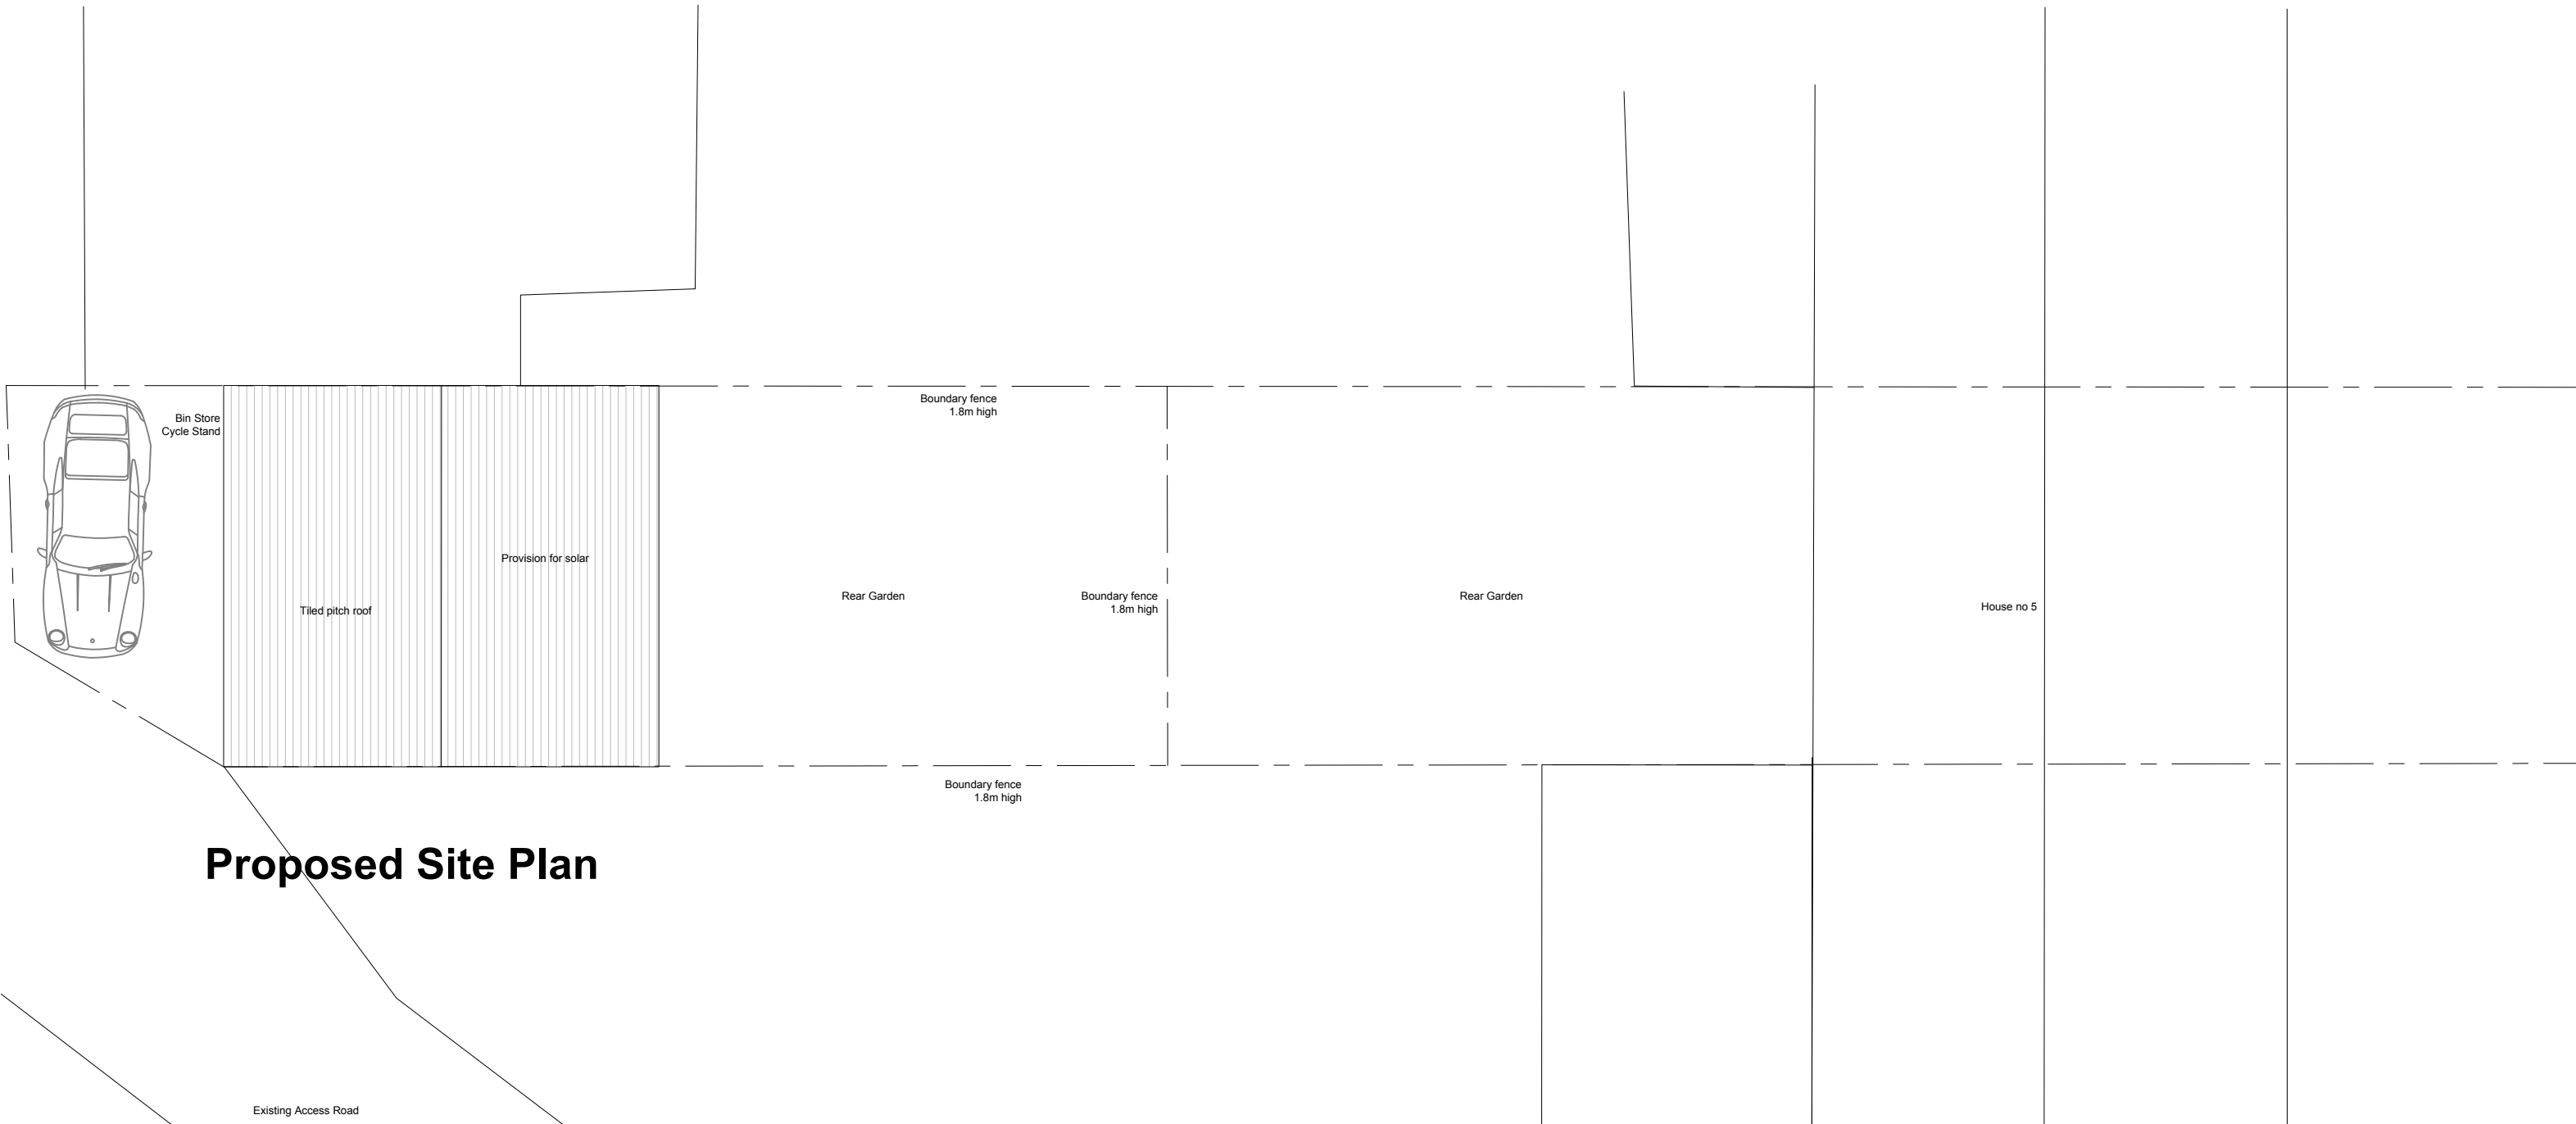 Boundary fence
1.8m high
Bin Store
Cycle Stand
Provision for solar
Tiled pitch roof
Rear Garden
Boundary fence
1.8m high
Rear Garden
House no 5
Boundary fence
1.8m high
Proposed Site Plan
Existing Access Road